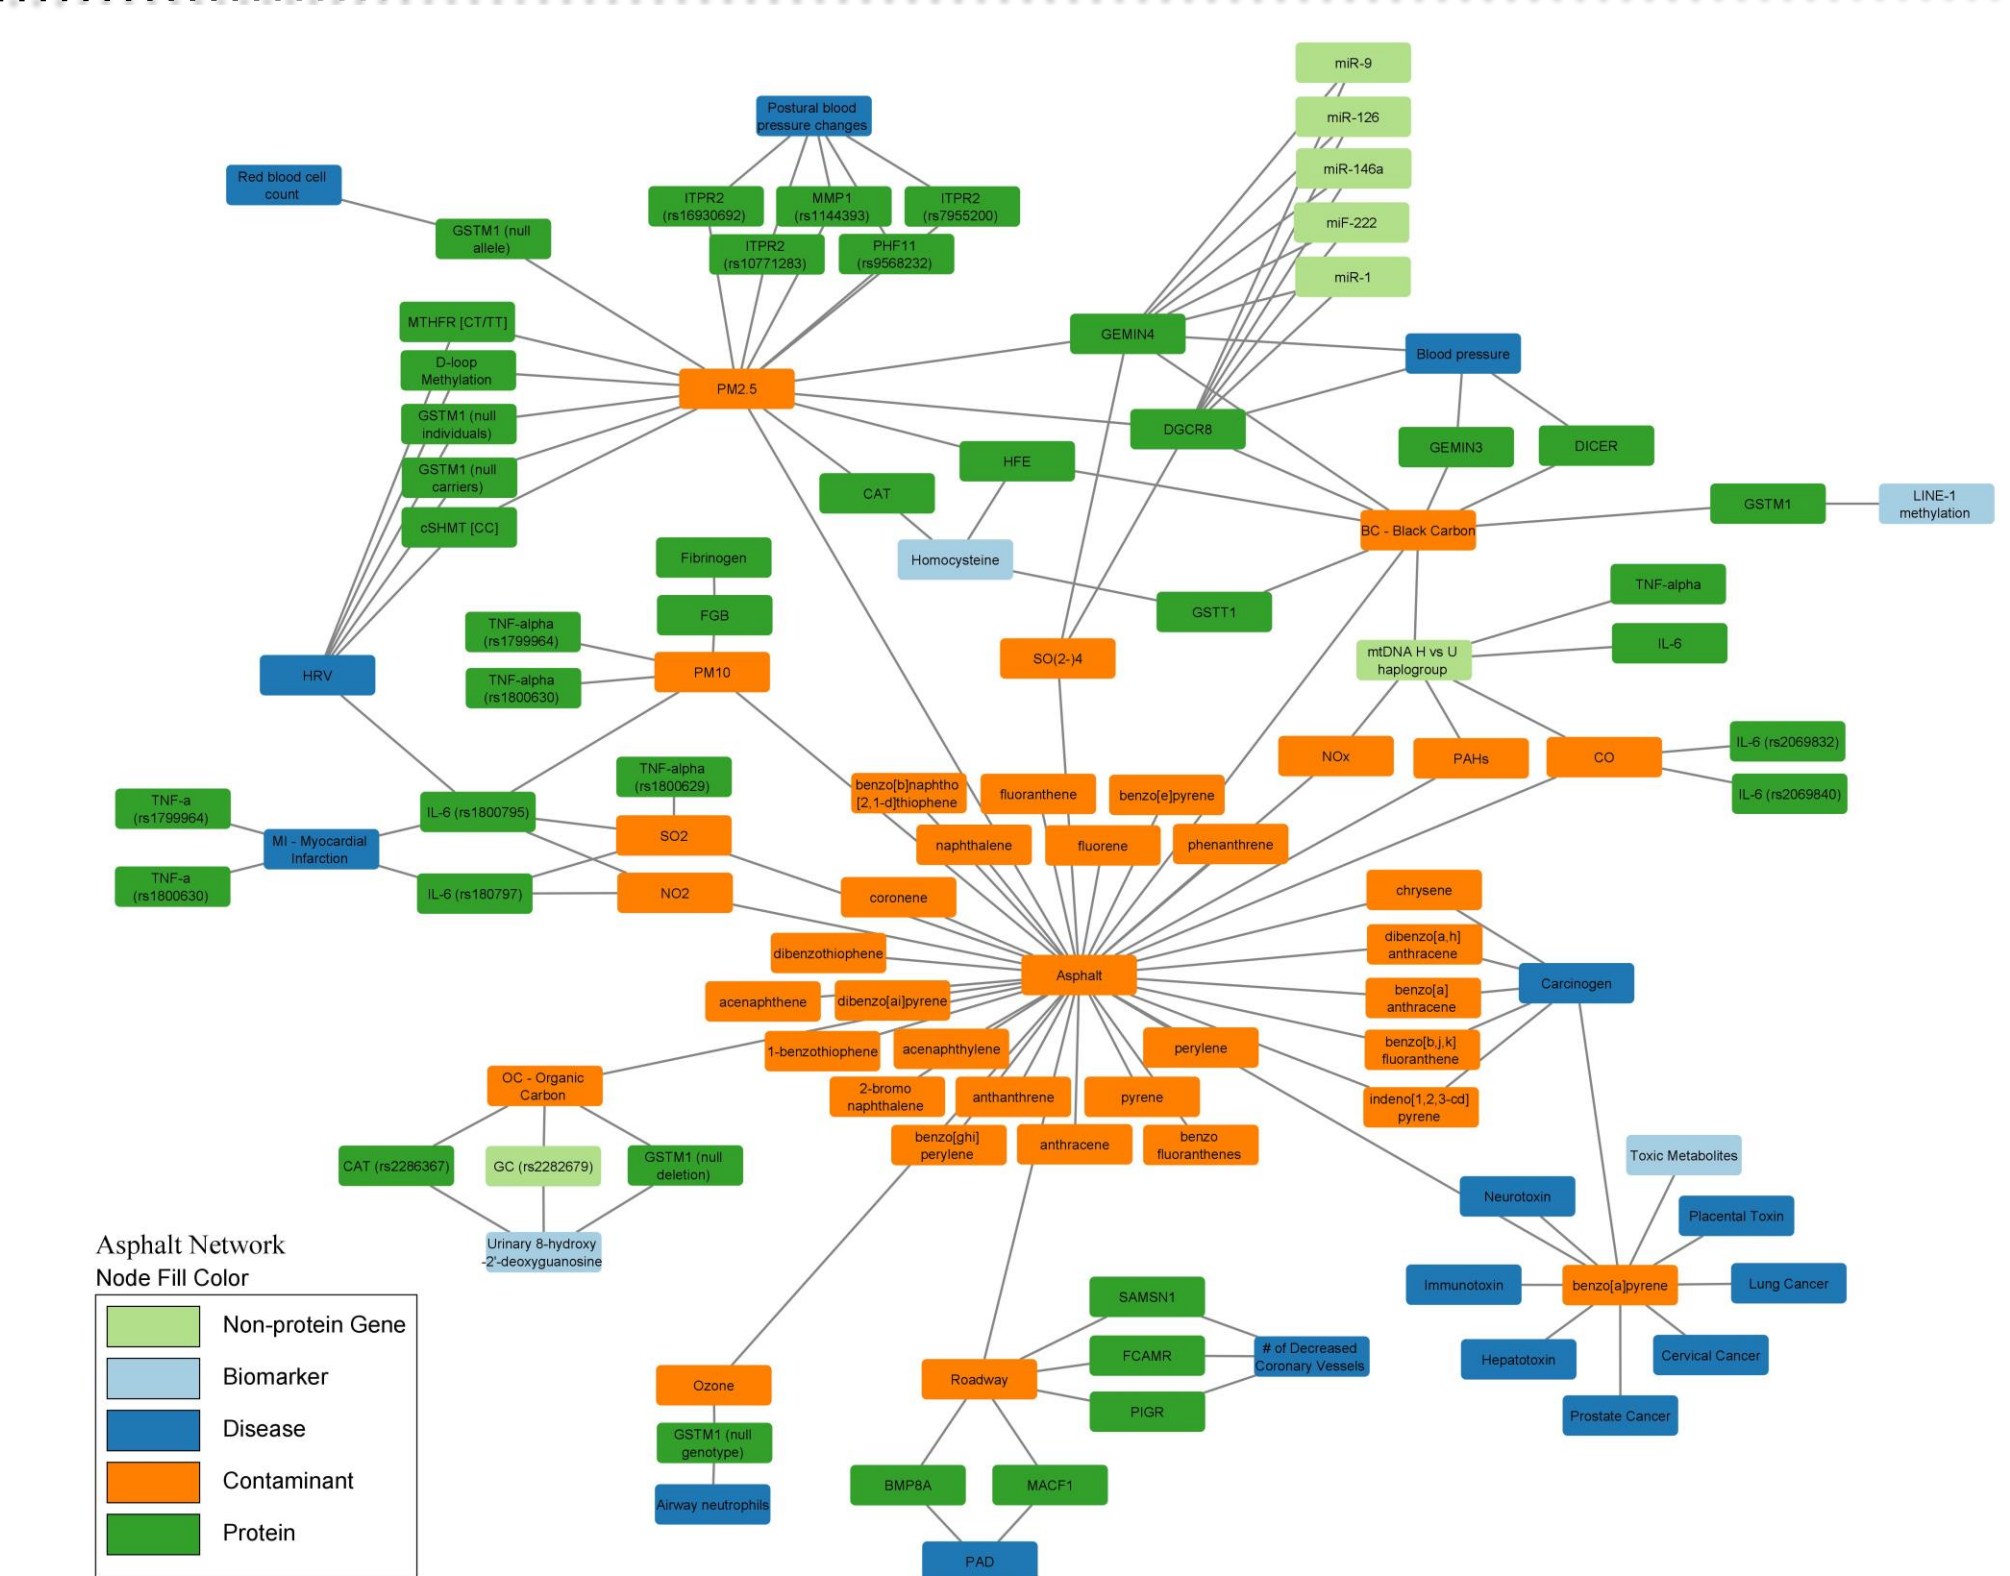 miR-9
miR-126
miR-146a
miF-222
miR-1
Postural blood
pressure changes
Red blood cell
count
ITPR2
(rs16930692)
MMP1
(rs1144393)
ITPR2
(rs7955200)
GSTM1 (null
allele)
ITPR2
(rs10771283)
PHF11
(rs9568232)
MTHFR [CT/TT]
D-loop
Methylation
GSTM1 (null
individuals)
GSTM1 (null
carriers)
cSHMT [CC]
PM2.5
GEMIN4
Blood pressure
DGCR8
GEMIN3
DICER
HFE
CAT
BC - Black Carbon
GSTM1
LINE-1
methylation
Homocysteine
GSTT1
Fibrinogen
FGB
TNF-alpha
(rs1799964)
TNF-alpha
(rs1800630)
PM10
HRV
SO(2-)4
TNF-alpha
IL-6
mtDNA H vs U
haplogroup
NOx
PAHs
CO
IL-6 (rs2069832)
IL-6 (rs2069840)
TNF-alpha
(rs1800629)
benzo[b]naphtho
[2,1-d]thiophene
fluoranthene
benzo[e]pyrene
TNF-a
(rs1799964)
IL-6 (rs1800795)
SO2
naphthalene
fluorene
phenanthrene
MI - Myocardial
Infarction
TNF-a
(rs1800630)
IL-6 (rs180797)
NO2
coronene
chrysene
dibenzothiophene
dibenzo[a,h]
anthracene
Asphalt
Carcinogen
acenaphthene
dibenzo[ai]pyrene
benzo[a]
anthracene
1-benzothiophene
acenaphthylene
perylene
benzo[b,j,k]
fluoranthene
OC - Organic
Carbon
2-bromo
naphthalene
anthanthrene
pyrene
indeno[1,2,3-cd]
pyrene
benzo[ghi]
perylene
anthracene
benzo
fluoranthenes
CAT (rs2286367)
GC (rs2282679)
GSTM1 (null
deletion)
Toxic Metabolites
Neurotoxin
Placental Toxin
Urinary 8-hydroxy
-2'-deoxyguanosine
Immunotoxin
benzo[a]pyrene
Lung Cancer
Hepatotoxin
Cervical Cancer
Prostate Cancer
SAMSN1
FCAMR
PIGR
# of Decreased
Coronary Vessels
Ozone
Roadway
GSTM1 (null
genotype)
Airway neutrophils
BMP8A
MACF1
PAD
Asphalt Network
Node Fill Color
Non-protein Gene
Biomarker
Disease
Contaminant
Protein